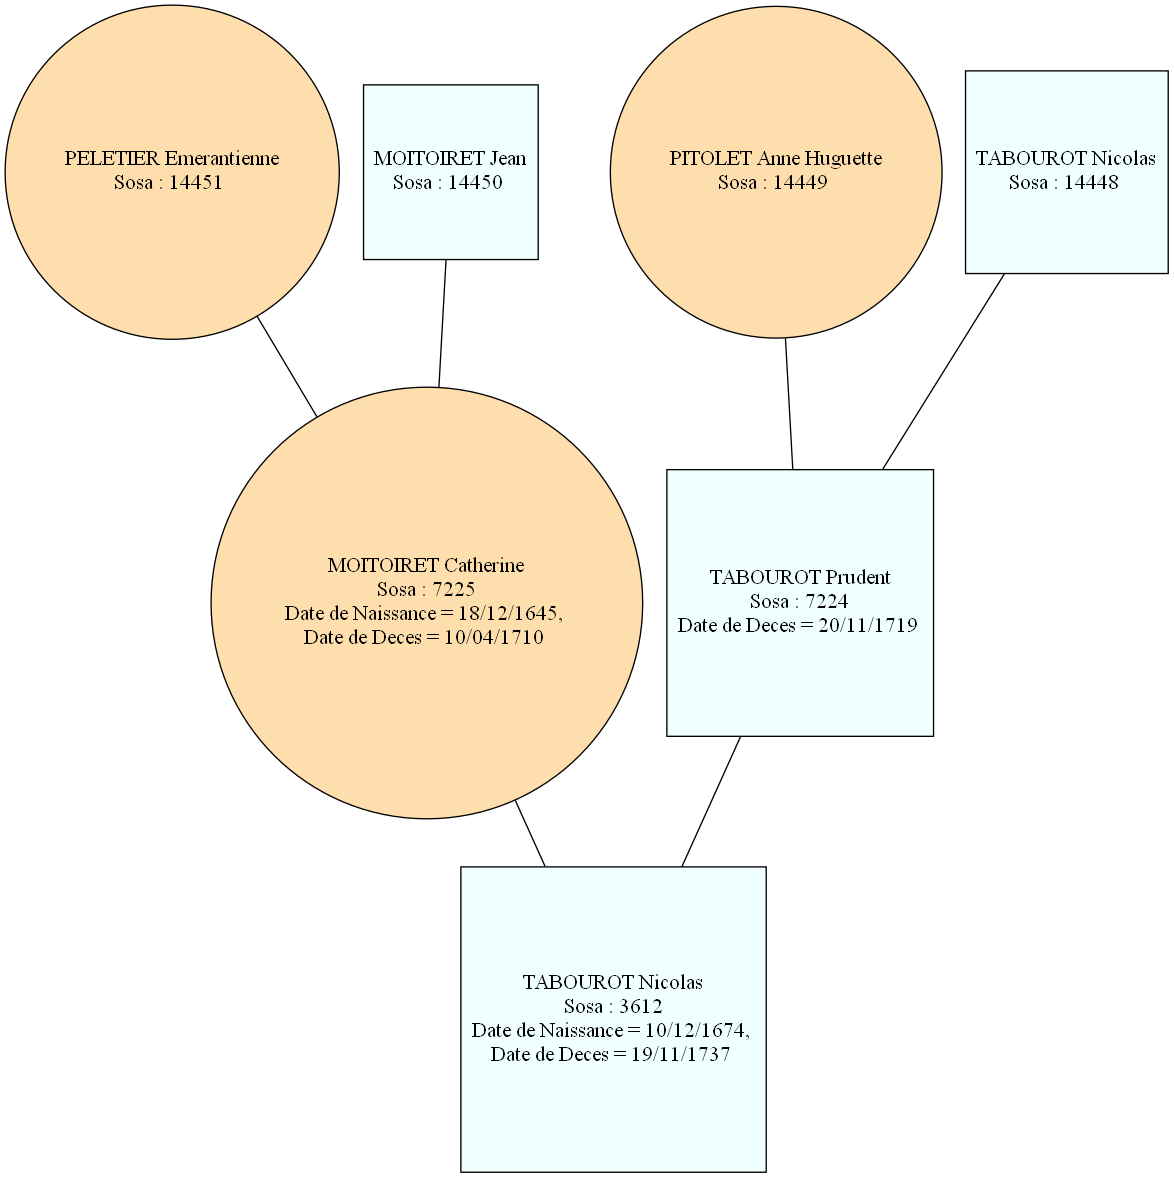 PELETIER Emerantienne
Sosa : 14451
MOITOIRET Jean
Sosa : 14450
PITOLET Anne Huguette
Sosa : 14449
TABOUROT Nicolas
Sosa : 14448
MOITOIRET Catherine
Sosa : 7225
Date de Naissance = 18/12/1645,
Date de Deces = 10/04/1710
TABOUROT Prudent
Sosa : 7224
Date de Deces = 20/11/1719
TABOUROT Nicolas
Sosa : 3612
Date de Naissance = 10/12/1674,
Date de Deces = 19/11/1737